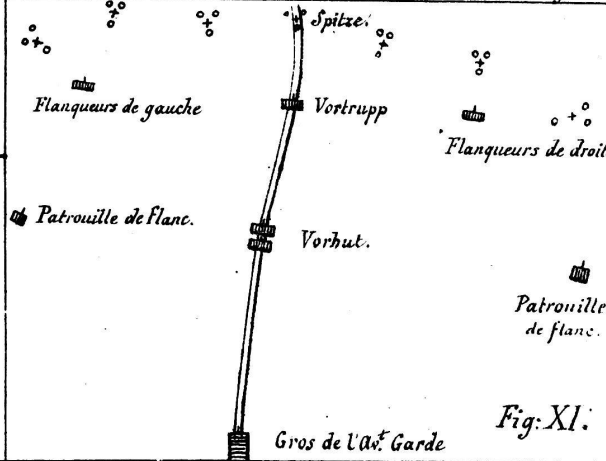 Spitze.
Flanqueurs de gauche
Vortrupp
Flanqueurs de droit
Patrouille de flanc.
Vorhut.
Patrouille
de flanc.
Fig: XI.
Gros de l'Avt. Garde